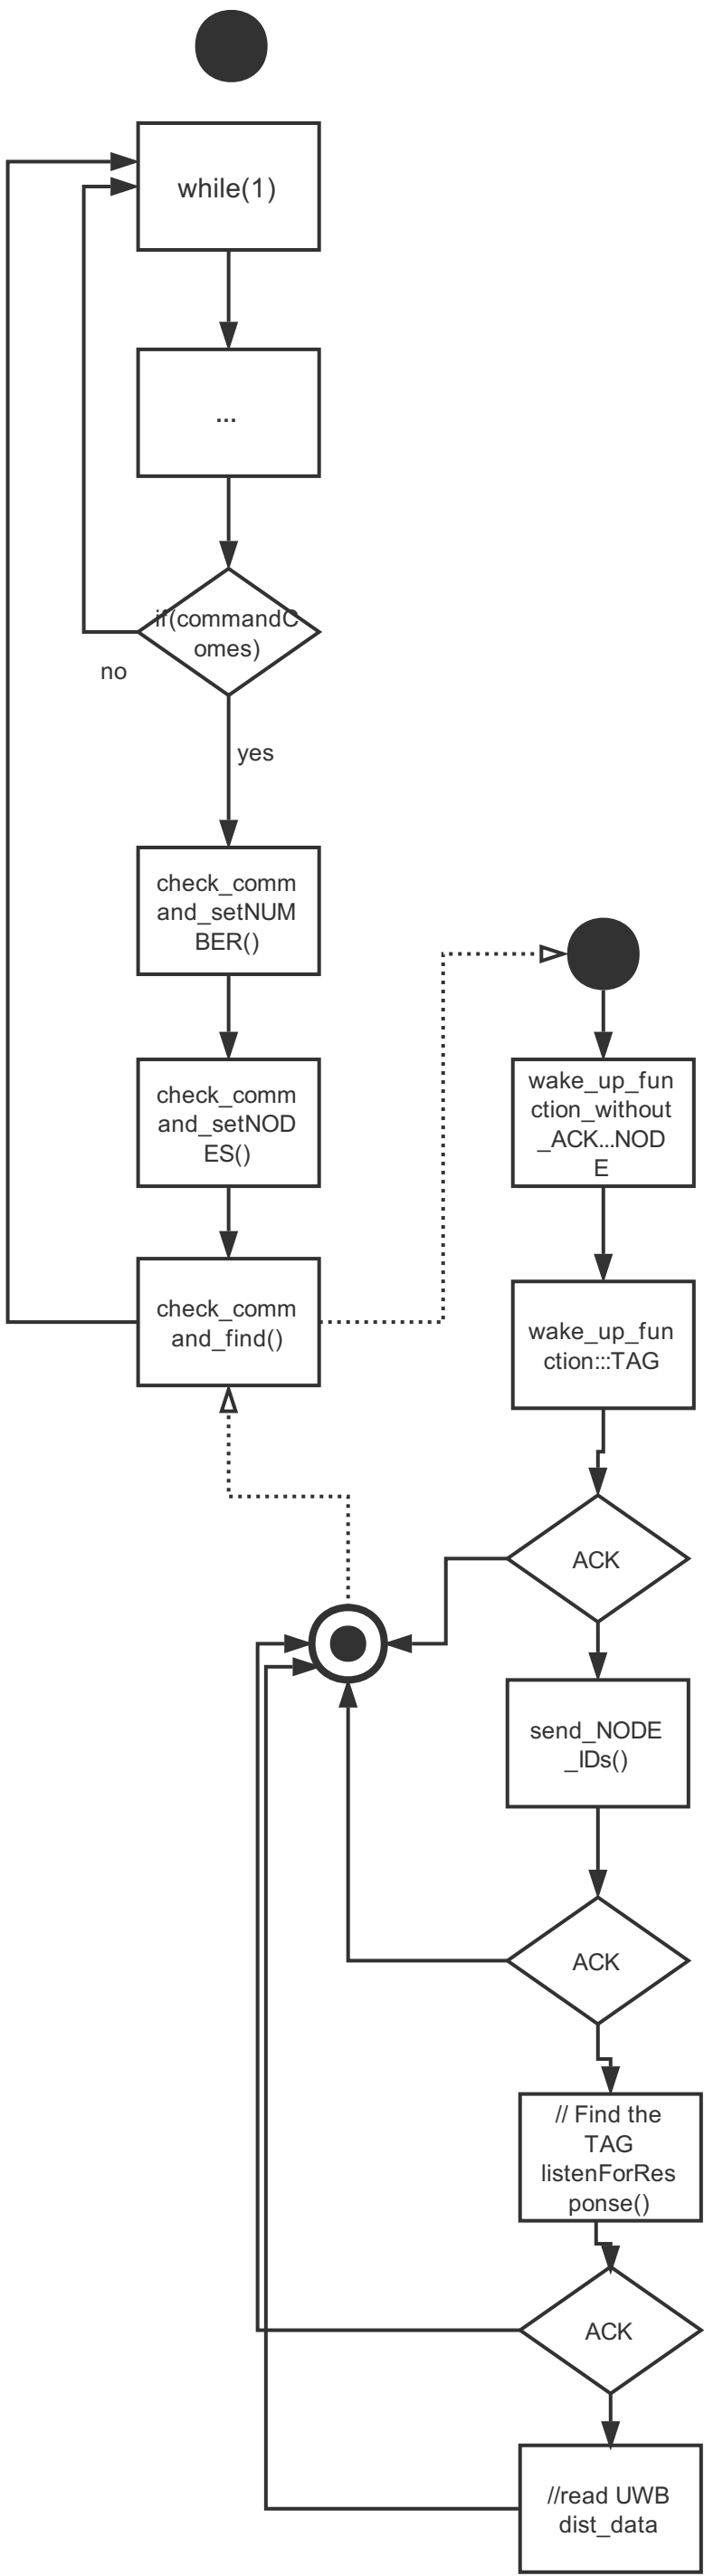 while(1)
...
if(commandC
omes)
no
yes
check_comm
and_setNUM
BER()
check_comm
and_setNOD
ES()
check_comm
and_find()
wake_up_fun
ction_without
_ACK...NOD
E
wake_up_fun
ction:::TAG
ACK
send_NODE
_IDs()
ACK
// Find the
TAG
listenForRes
ponse()
ACK
//read UWB
dist_data